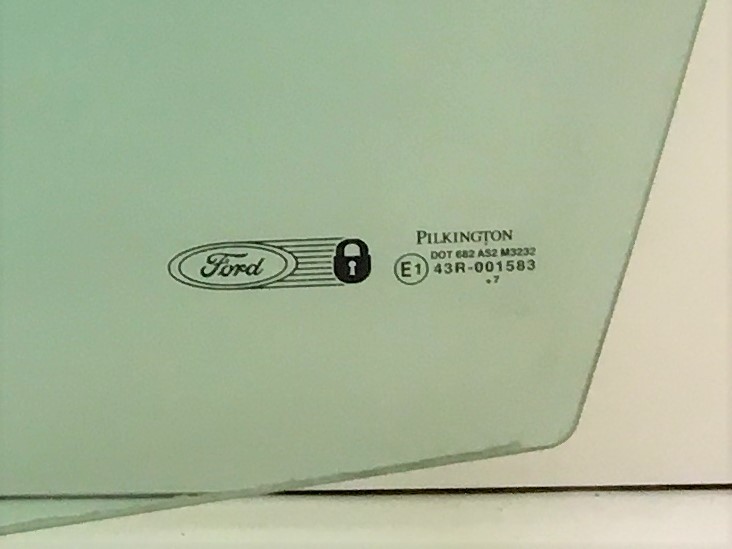 Ford
PILKINGTON
DOT 682 AS2 M3232
E1 43R-001583
.7